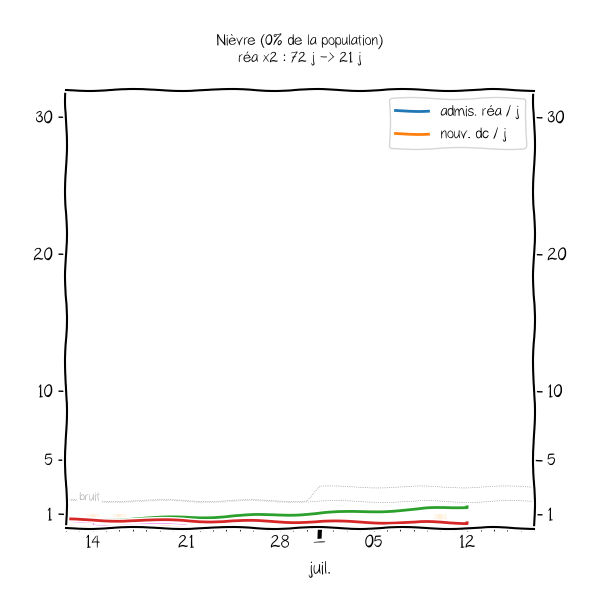 Nièvre (0% de la population)
réa x2 : 72 j -> 21 j
admis. réa / j
nouv. dc / j
30
30
20
20
10
10
5
5
bruit
1
1
14
21
28
05
12
juil.